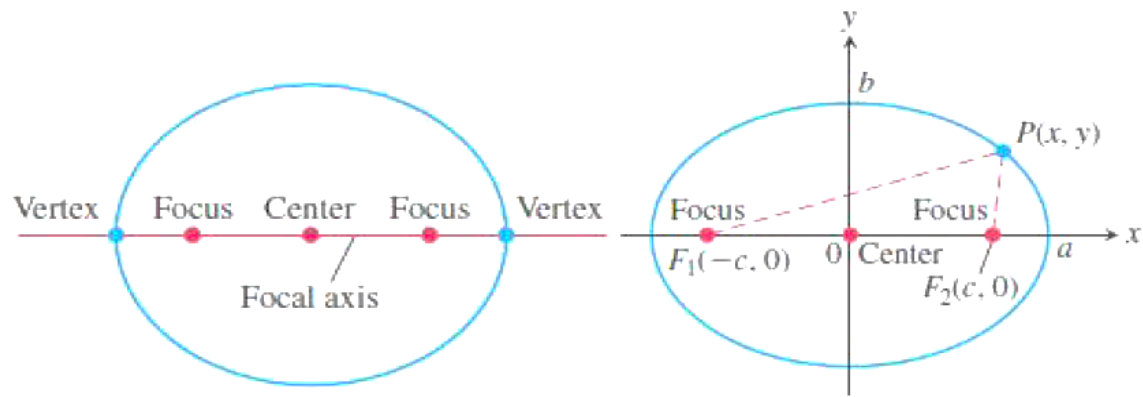 Vertex Focus Center Focus Vertex
Focal axis
y
b
P(x, y)
Focus Focus
x
F₁(−c, 0) 0 Center a
F₂(c, 0)